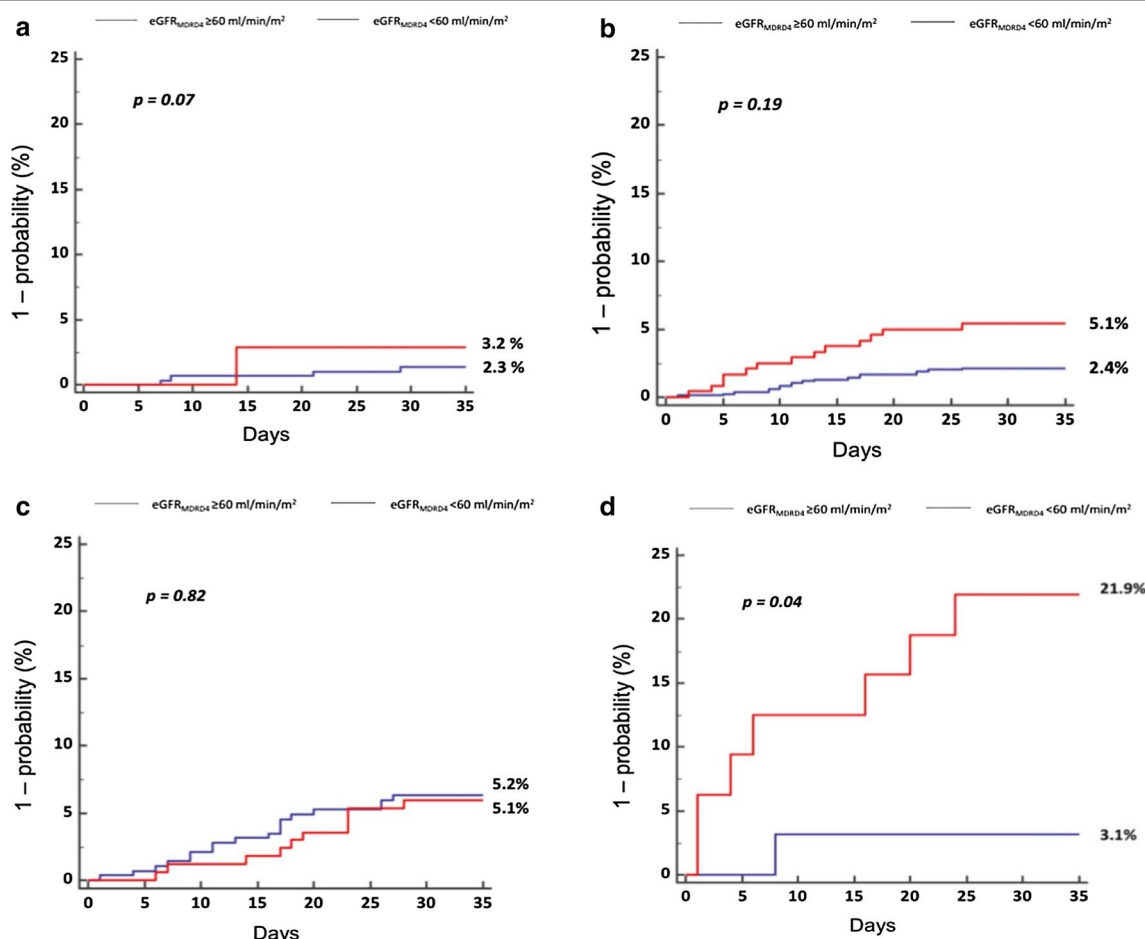 a
eGFRMDRD4 ≥60 ml/min/m² eGFRMDRD4 <60 ml/min/m²
25
20
15
10
5
0
1 – probability (%)
p = 0.07
3.2 %
2.3 %
0 5 10 15 20 25 30 35
Days
b
eGFRMDRD4 ≥60 ml/min/m² eGFRMDRD4 <60 ml/min/m²
25
20
15
10
5
0
1 – probability (%)
p = 0.19
5.1%
2.4%
0 5 10 15 20 25 30 35
Days
c
eGFRMDRD4 ≥60 ml/min/m² eGFRMDRD4 <60 ml/min/m²
25
20
15
10
5
0
1 – probability (%)
p = 0.82
5.2%
5.1%
0 5 10 15 20 25 30 35
Days
d
eGFRMDRD4 ≥60 ml/min/m² eGFRMDRD4 <60 ml/min/m²
25
20
15
10
5
0
1 – probability (%)
p = 0.04
21.9%
3.1%
0 5 10 15 20 25 30 35
Days